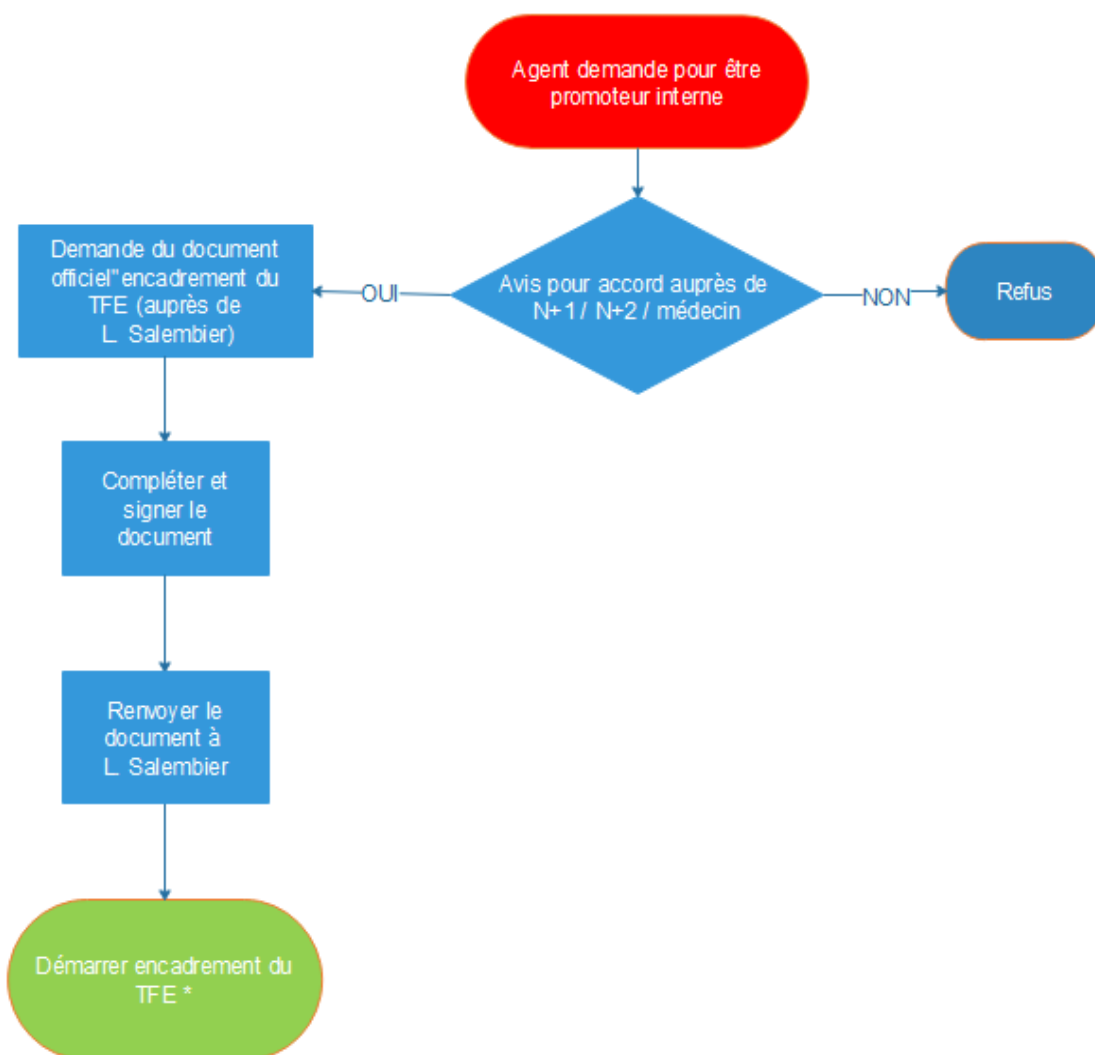 Agent demande pour être
promoteur interne
Avis pour accord auprès de
N+1 / N+2 / médecin
OUI
NON
Refus
Demande du document
officiel"encadrement du
TFE (auprès de
L. Salembier)
Compléter et
signer le
document
Renvoyer le
document à
L. Salembier
Démarrer encadrement du
TFE *